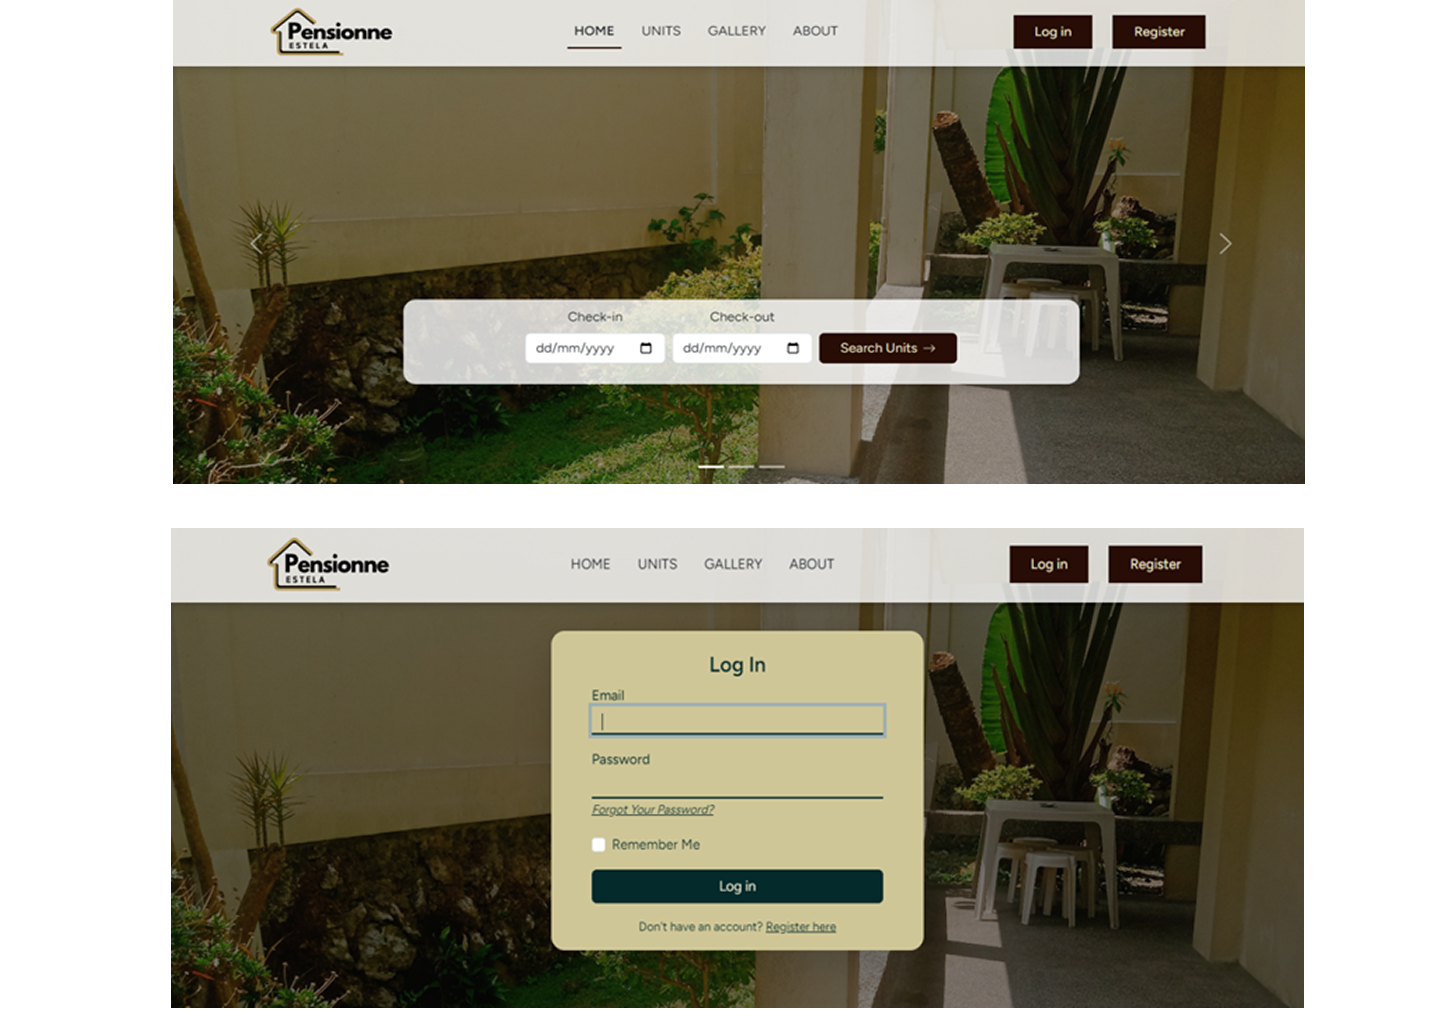 Pensionne
ESTELA
HOME UNITS GALLERY ABOUT
Log in Register
Check-in Check-out
dd/mm/yyyy dd/mm/yyyy Search Units →
Pensionne
ESTELA
HOME UNITS GALLERY ABOUT
Log in Register
Log In
Email
Password
Forgot Your Password?
Remember Me
Log in
Don't have an account? Register here